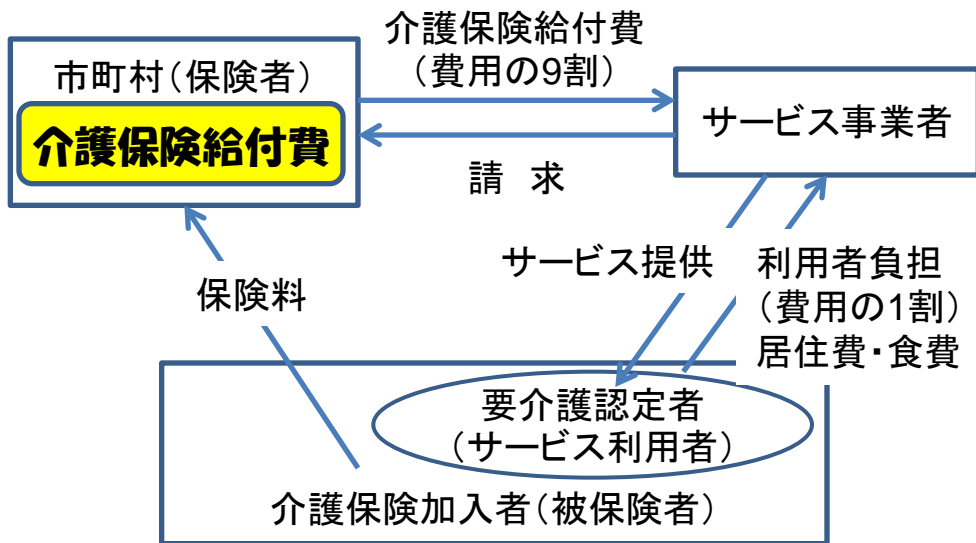 介護保険給付費
（費用の9割）
市町村（保険者）
介護保険給付費
サービス事業者
請　求
サービス提供
利用者負担
（費用の1割）
居住費・食費
保険料
要介護認定者
（サービス利用者）
介護保険加入者（被保険者）